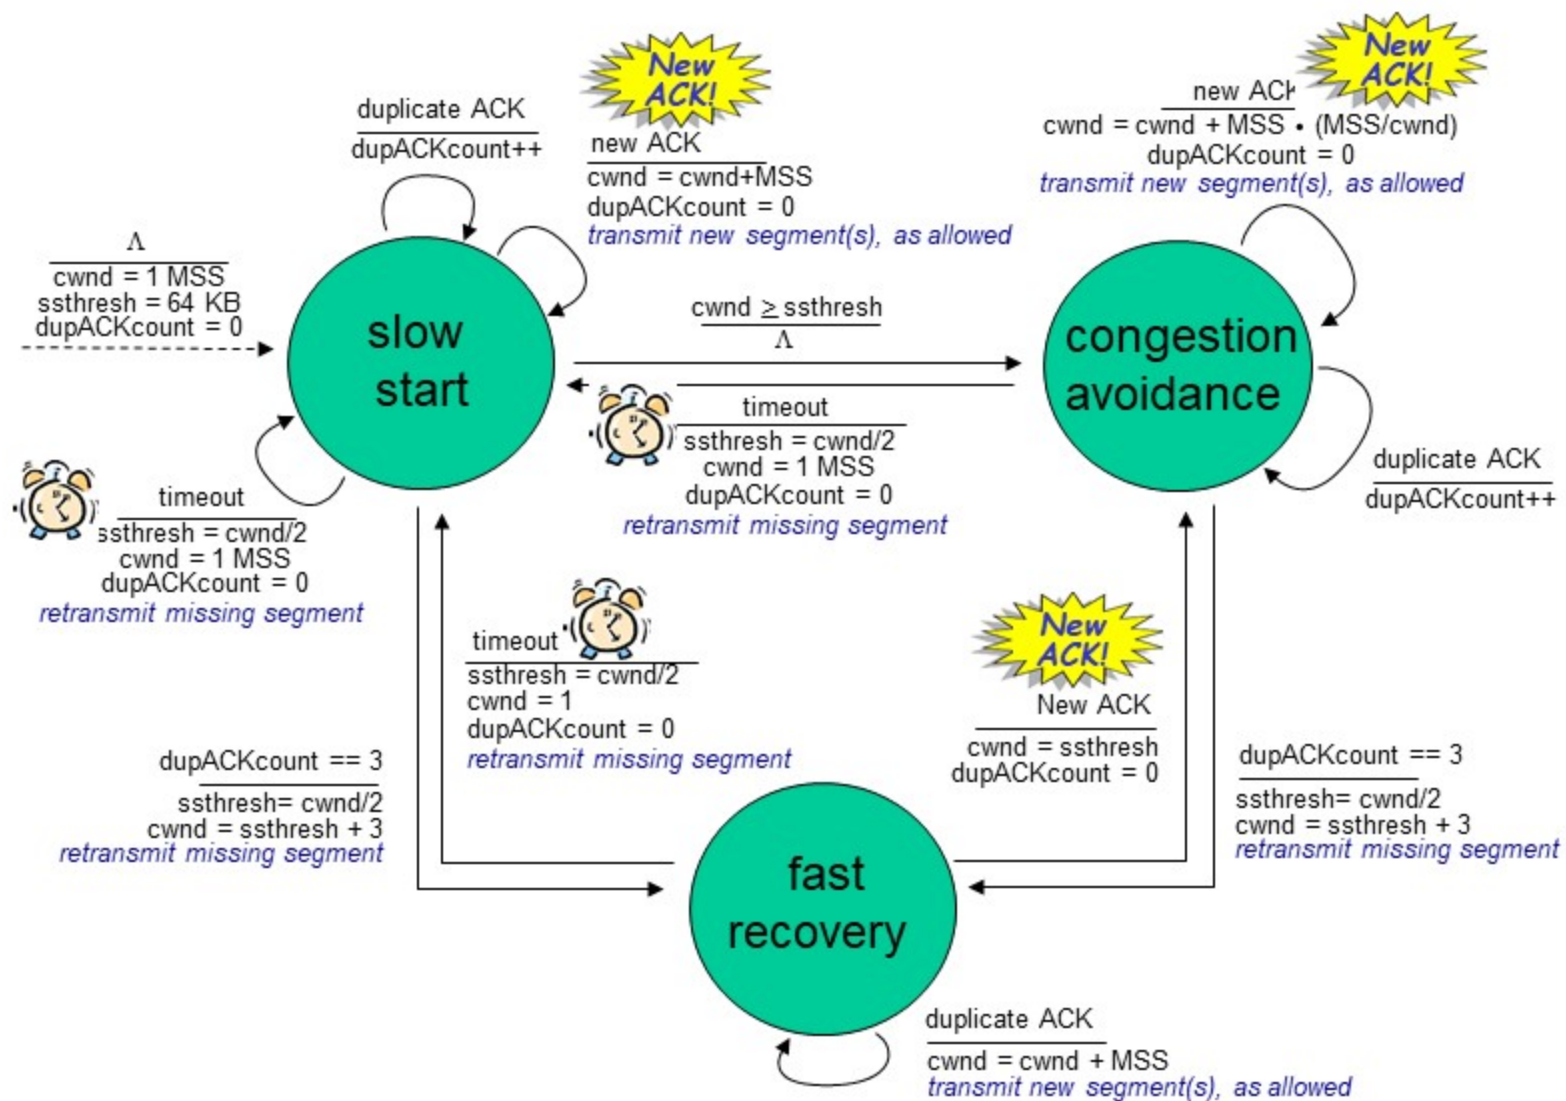 New
ACK!
duplicate ACK
dupACKcount++
new ACK
cwnd = cwnd+MSS
dupACKcount = 0
transmit new segment(s), as allowed
New
ACK!
new ACK
cwnd = cwnd + MSS • (MSS/cwnd)
dupACKcount = 0
transmit new segment(s), as allowed
Λ
cwnd = 1 MSS
ssthresh = 64 KB
dupACKcount = 0
slow
start
cwnd ≥ ssthresh
Λ
congestion
avoidance
timeout
ssthresh = cwnd/2
cwnd = 1 MSS
dupACKcount = 0
retransmit missing segment
duplicate ACK
dupACKcount++
timeout
ssthresh = cwnd/2
cwnd = 1 MSS
dupACKcount = 0
retransmit missing segment
timeout
ssthresh = cwnd/2
cwnd = 1
dupACKcount = 0
retransmit missing segment
New
ACK!
New ACK
cwnd = ssthresh
dupACKcount = 0
dupACKcount == 3
ssthresh= cwnd/2
cwnd = ssthresh + 3
retransmit missing segment
dupACKcount == 3
ssthresh= cwnd/2
cwnd = ssthresh + 3
retransmit missing segment
fast
recovery
duplicate ACK
cwnd = cwnd + MSS
transmit new segment(s), as allowed